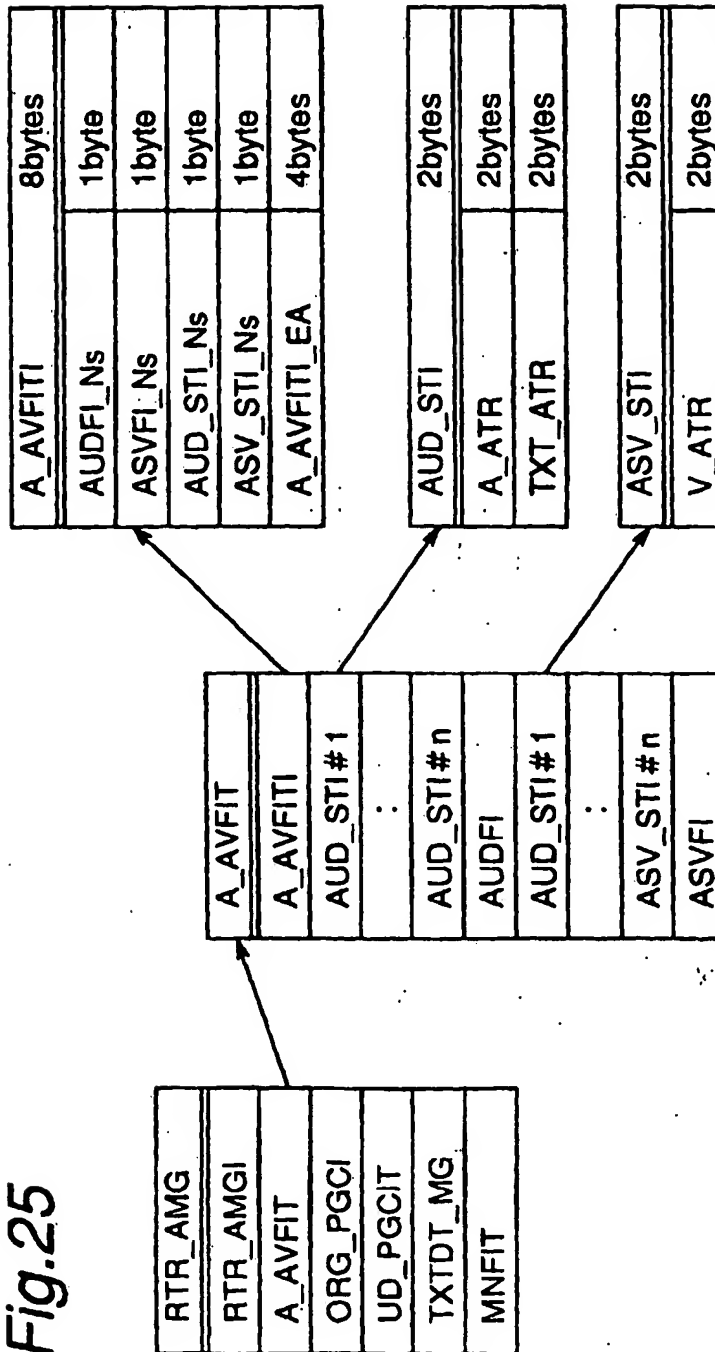 Fig.25
RTR_AMG
RTR_AMGI
A_AVFIT
ORG_PGCI
UD_PGCIT
TXTDT_MG
MNFIT
A_AVFIT
A_AVFITI
AUD_STI#1
:
AUD_STI#n
AUDFI
AUD_STI#1
:
ASV_STI#n
ASVFI
A_AVFITI 8bytes
AUDFI_Ns 1byte
ASVFI_Ns 1byte
AUD_STI_Ns 1byte
ASV_STI_Ns 1byte
A_AVFITI_EA 4bytes
AUD_STI 2bytes
A_ATR 2bytes
TXT_ATR 2bytes
ASV_STI 2bytes
V_ATR 2bytes